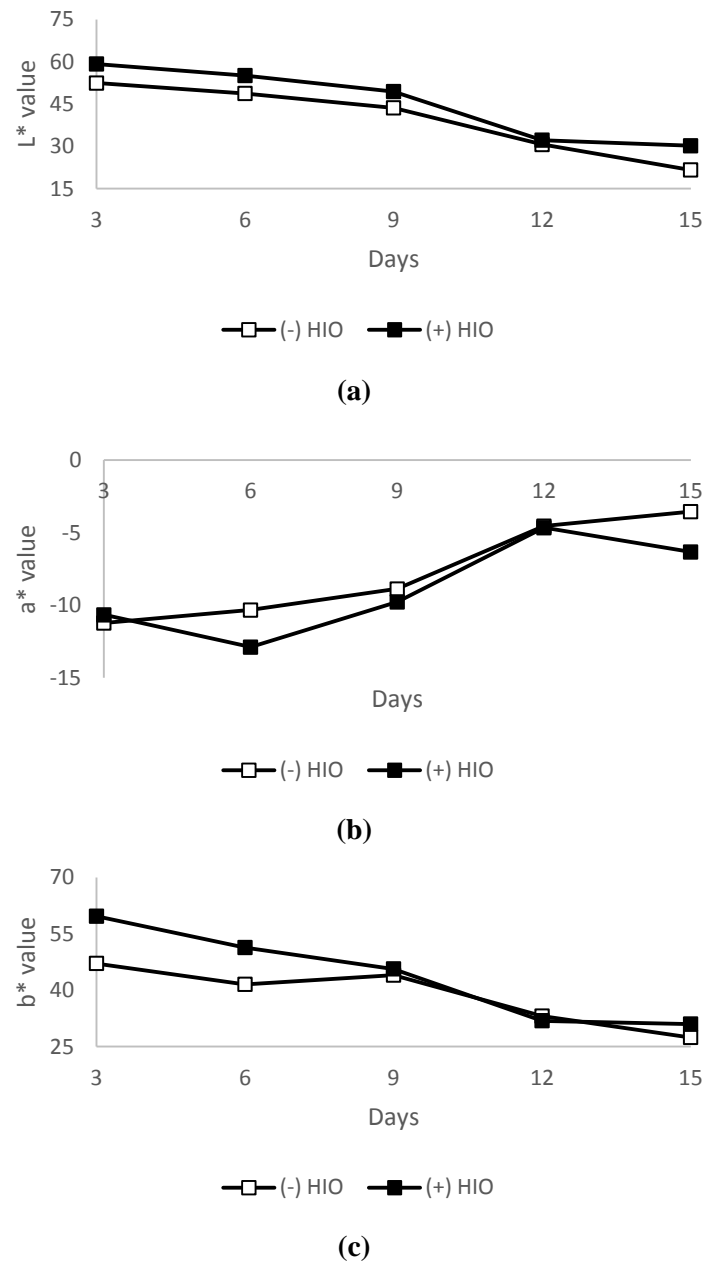 75
60
45
30
15
L* value
3 6 9 12 15
Days
(-) HIO (+) HIO
(a)
0
3 6 9 12 15
-5
-10
-15
a* value
Days
(-) HIO (+) HIO
(b)
70
55
40
25
b* value
3 6 9 12 15
Days
(-) HIO (+) HIO
(c)